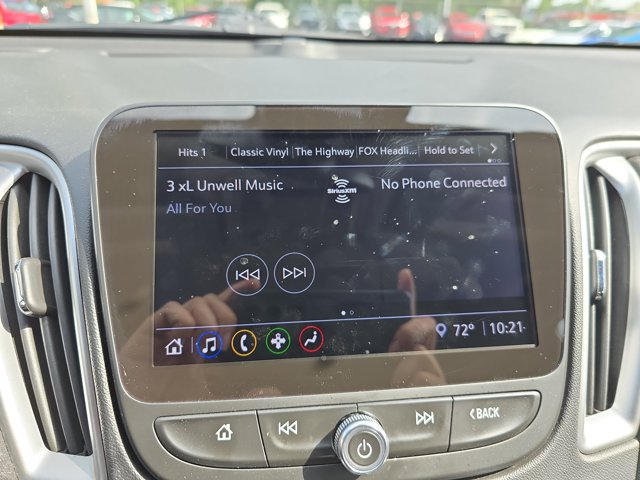 Hits 1 Classic Vinyl The Highway FOX Headli... Hold to Set
3 xL Unwell Music SiriusXM No Phone Connected
All For You
72° 10:21
BACK